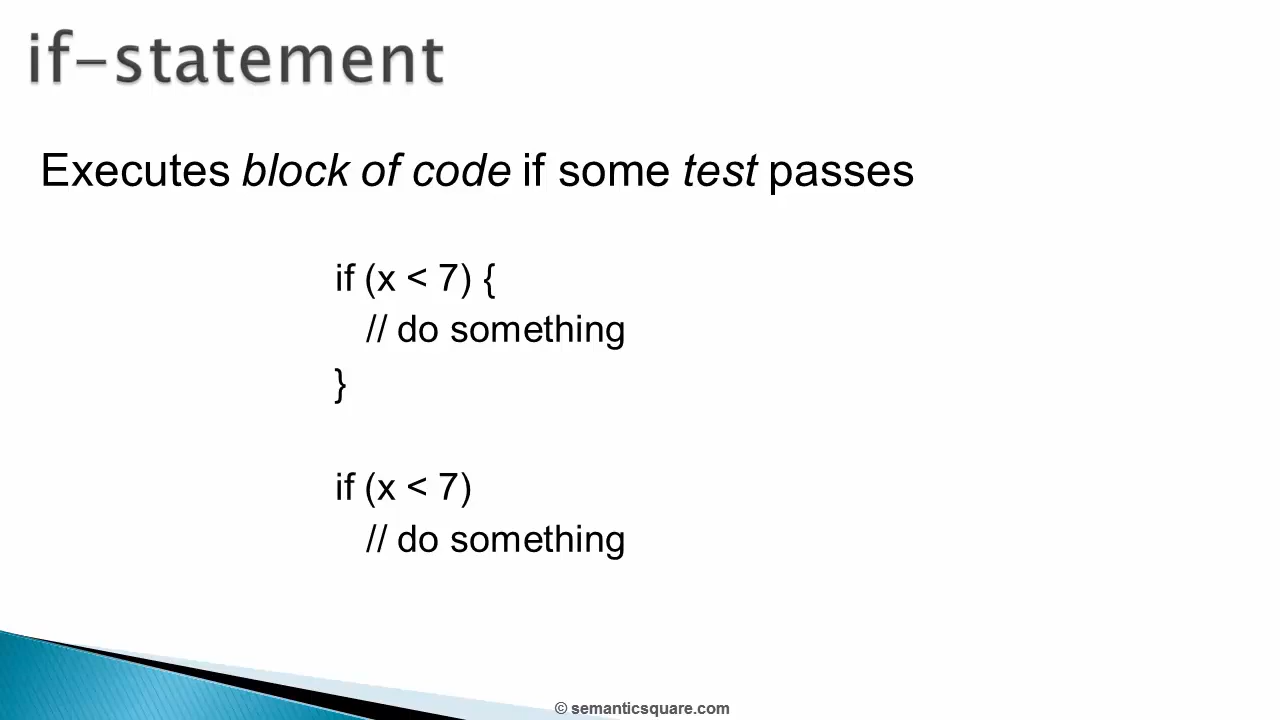 if-statement
Executes block of code if some test passes
if (x < 7) {
// do something
}
if (x < 7)
// do something
© semanticsquare.com